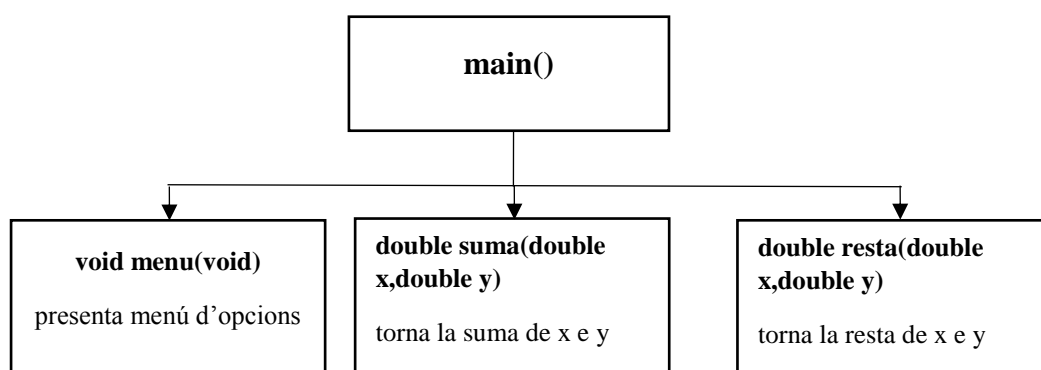 main()
void menu(void)
presenta menú d’opcions
double suma(double
x,double y)
torna la suma de x e y
double resta(double
x,double y)
torna la resta de x e y